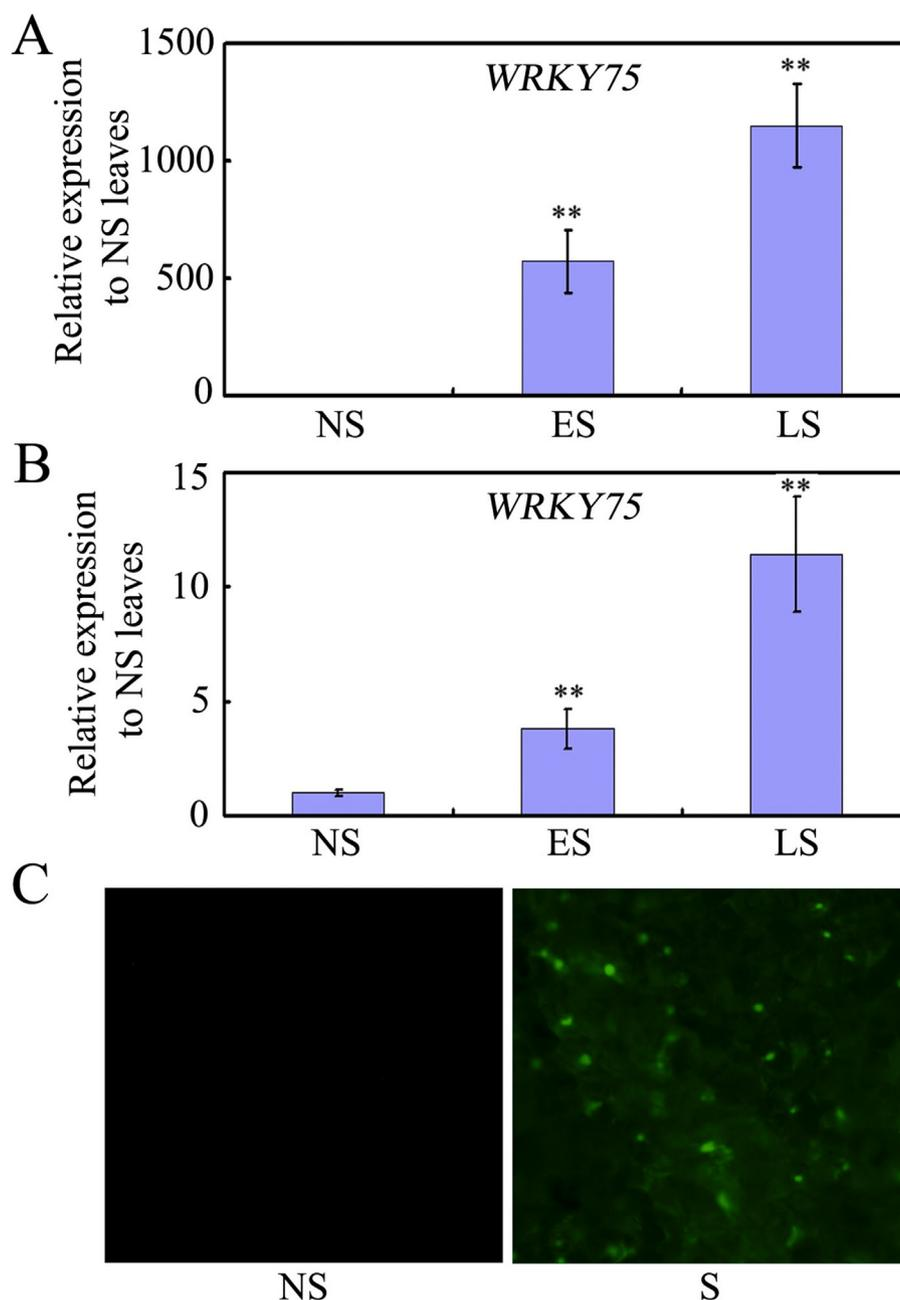 A
Relative expression
to NS leaves
1500
1000
500
0
WRKY75
**
**
NS ES LS
B
Relative expression
to NS leaves
15
10
5
0
WRKY75
**
**
NS ES LS
C
NS S